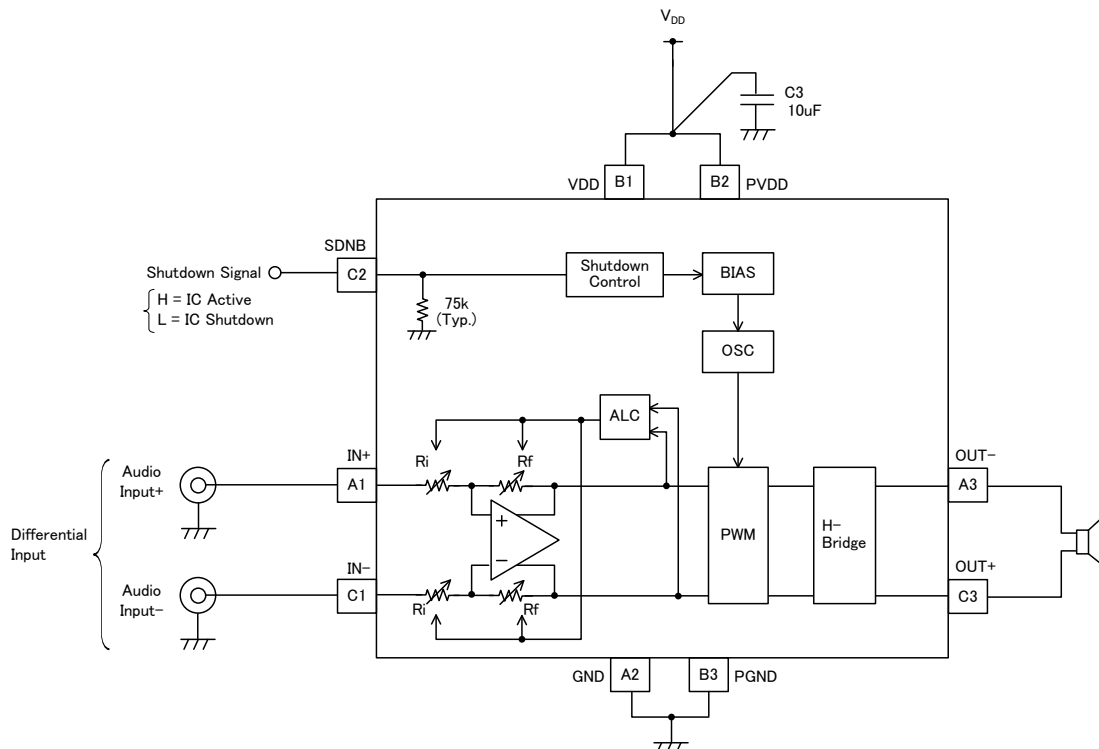 VDD
C3
10uF
VDD
B1
B2
PVDD
SDNB
Shutdown Signal
C2
H = IC Active
L = IC Shutdown
75k
(Typ.)
Shutdown
Control
BIAS
OSC
ALC
Ri
Rf
IN+
A1
Audio
Input+
Differential
Input
+
−
PWM
H-
Bridge
OUT-
A3
IN-
C1
Audio
Input-
Ri
Rf
OUT+
C3
GND
A2
B3
PGND